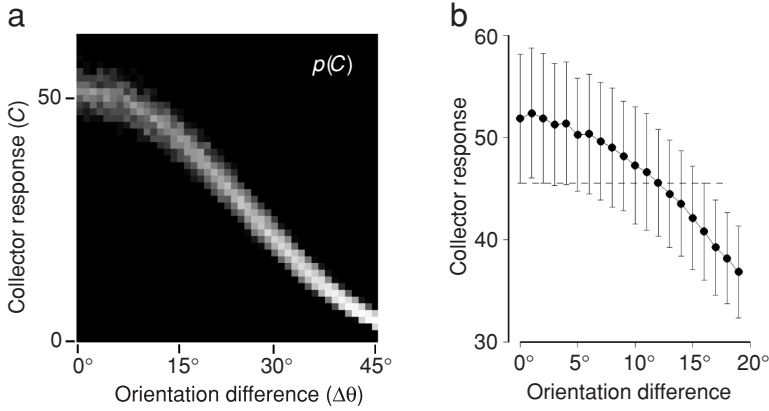 a
p(C)
Collector response (C)
50
0
0° 15° 30° 45°
Orientation difference (Δθ)
b
Collector response
60
50
40
30
0° 5° 10° 15° 20°
Orientation difference